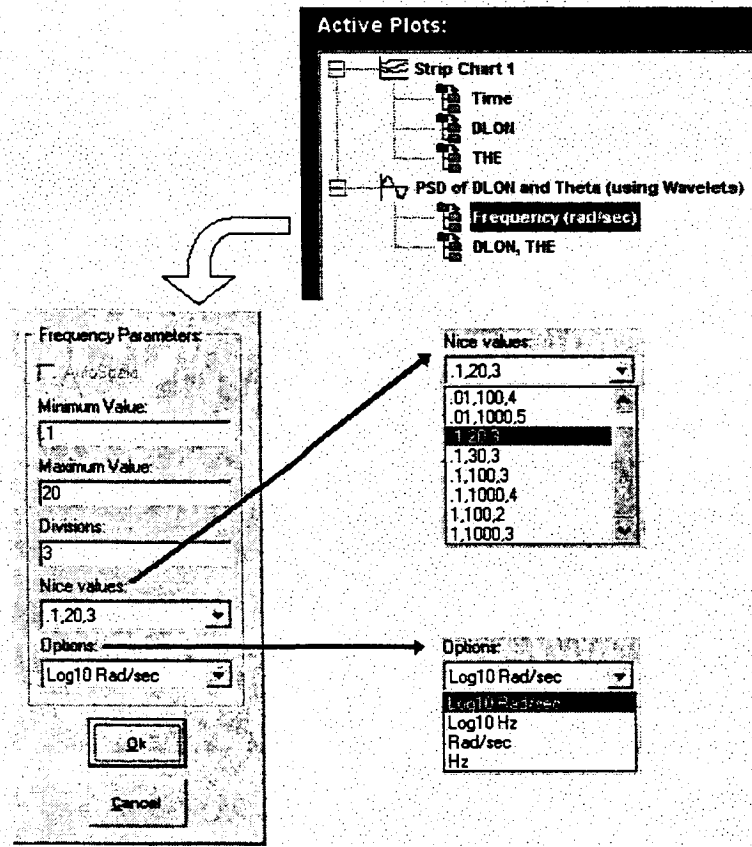 Active Plots:
Strip Chart 1
Time
DLON
THE
PSD of DLON and Theta (using Wavelets)
Frequency (rad/sec)
DLON, THE
Frequency Parameters:
AutoScale
Minimum Value:
.1
Maximum Value:
20
Divisions:
3
Nice values:
.1,20,3
Options:
Log10 Rad/sec
Ok
Cancel
Nice values:
.1,20,3
.01,100,4
.01,1000,5
.1,20,3
.1,30,3
.1,100,3
.1,1000,4
1,100,2
1,1000,3
Options:
Log10 Rad/sec
Log10 Rad/sec
Log10 Hz
Rad/sec
Hz